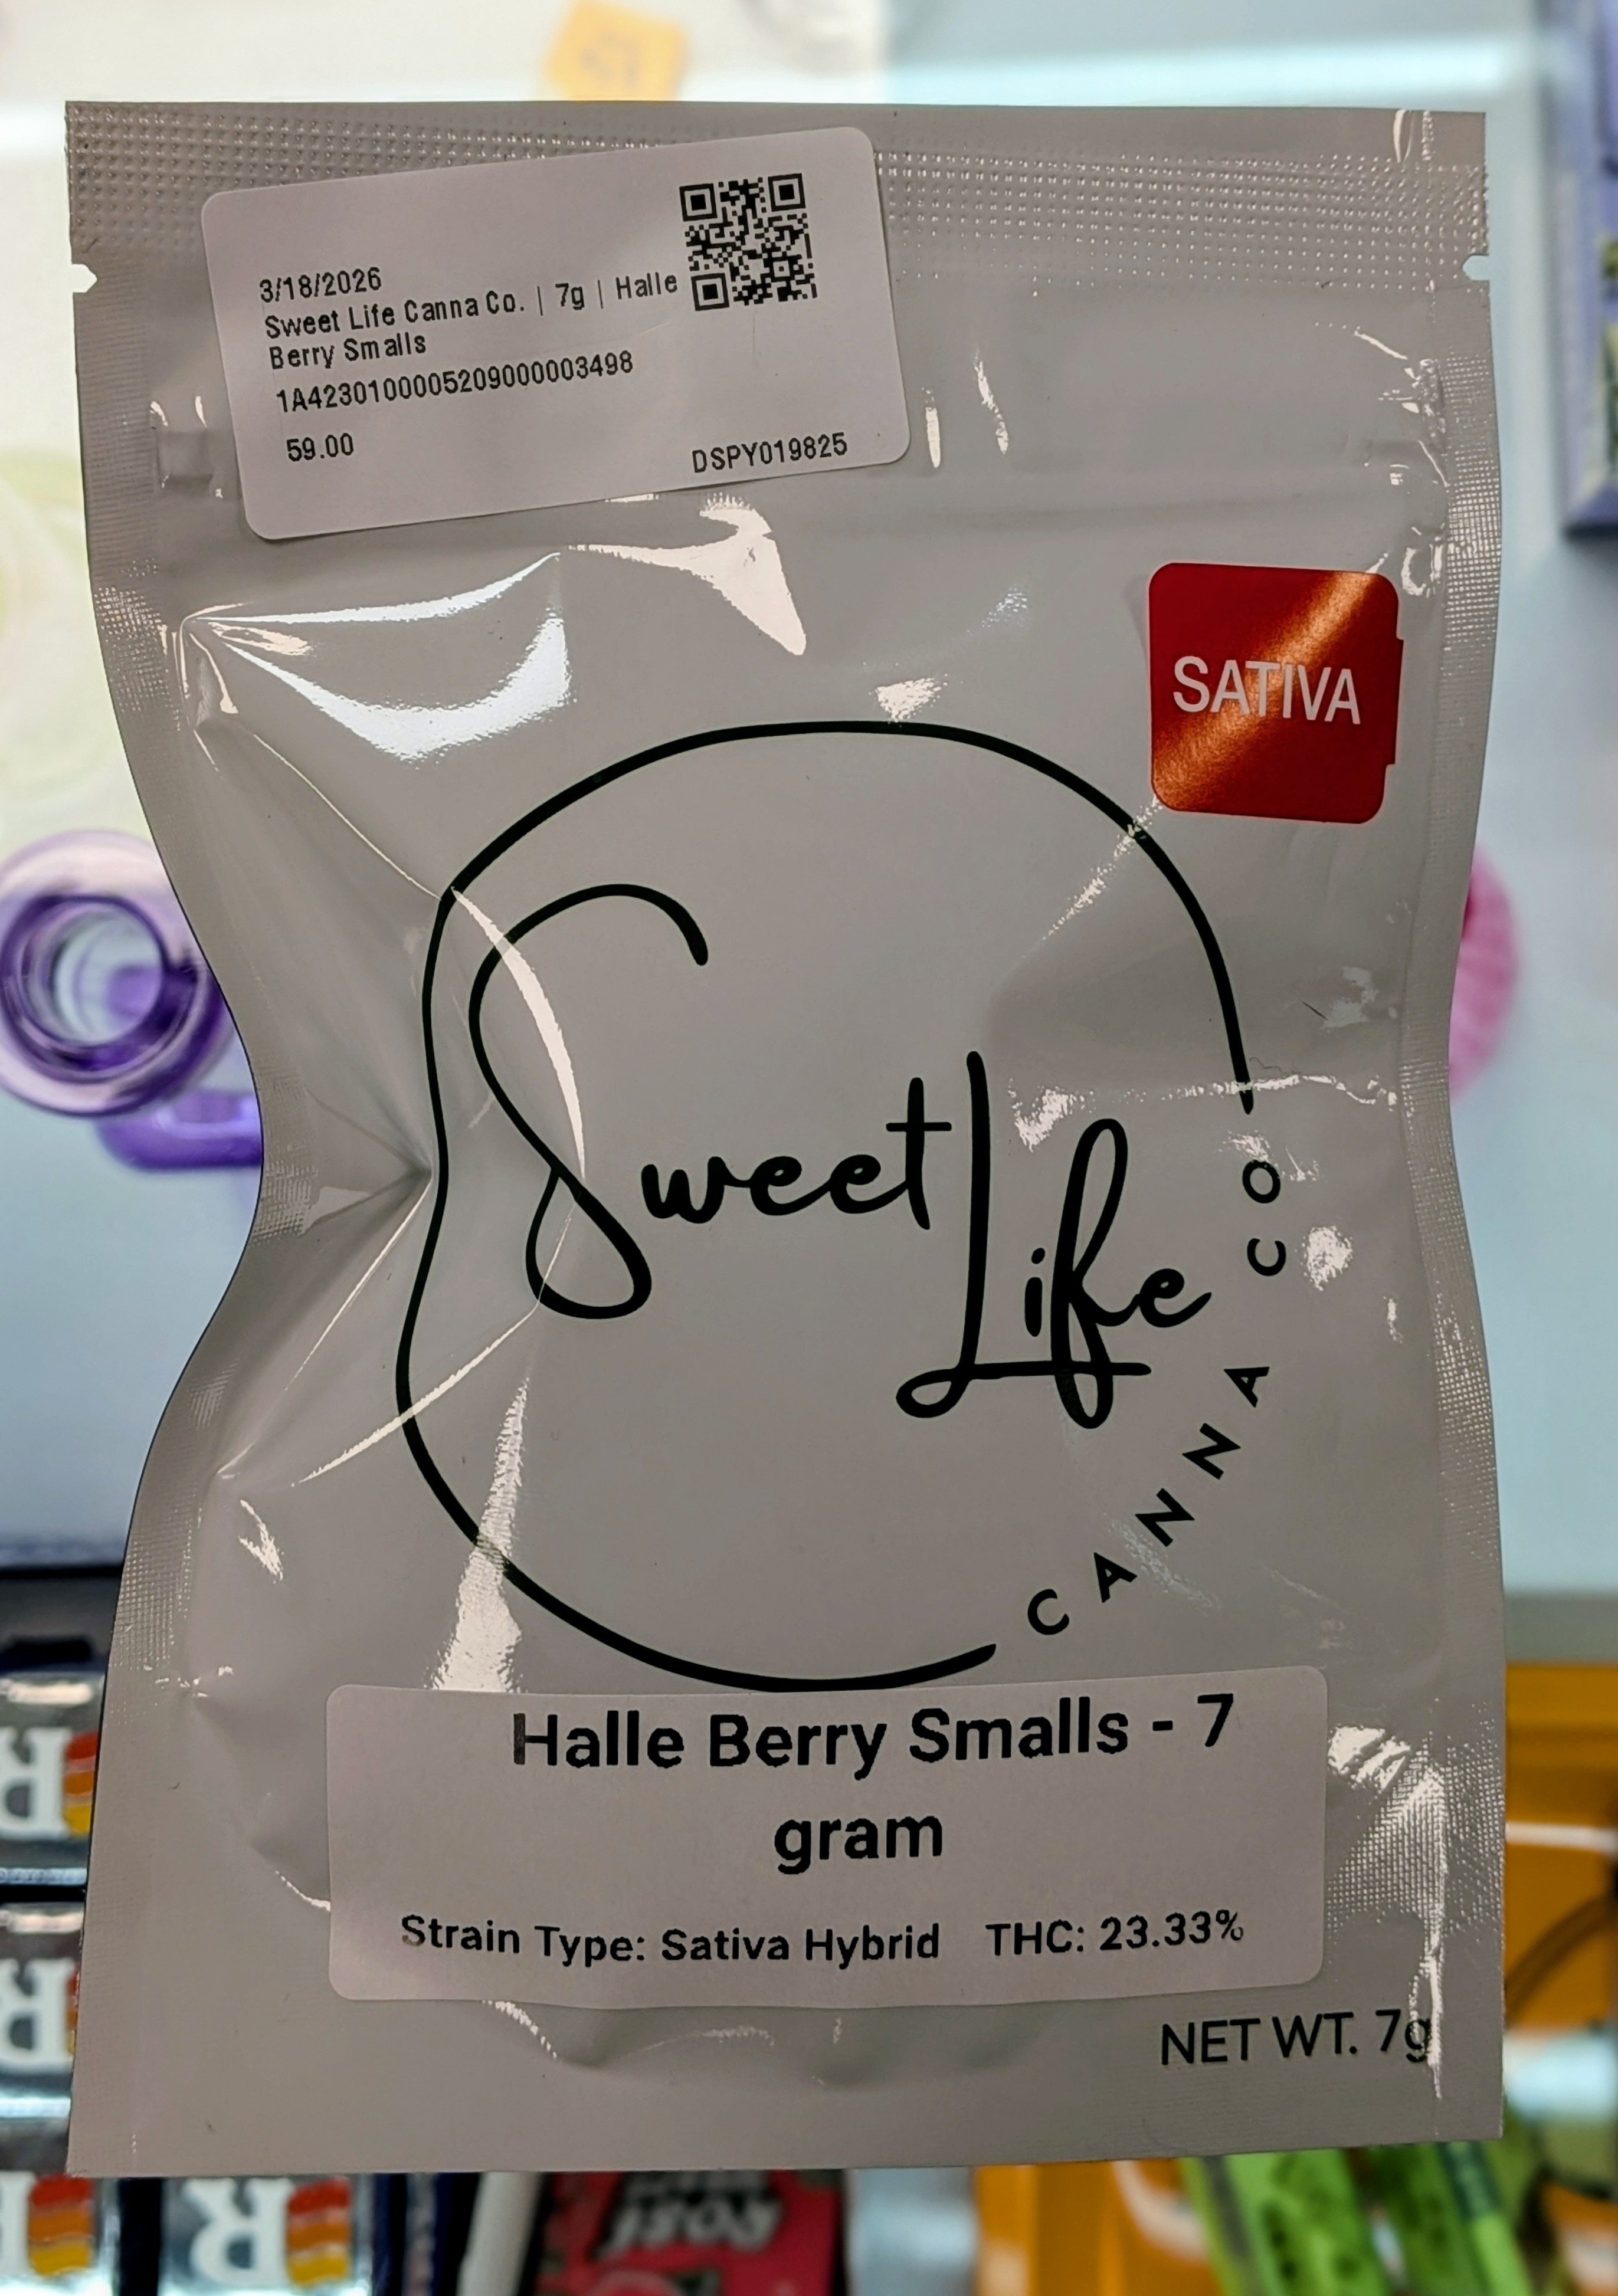 3/18/2026
Sweet Life Canna Co. | 7g | Halle
Berry Smalls
1A4230100005209000003498
59.00
DSPY019825
SATIVA
Sweet
Life
CANNA CO
Halle Berry Smalls - 7
gram
Strain Type: Sativa Hybrid THC: 23.33%
NET WT. 7g
R
R
R
R